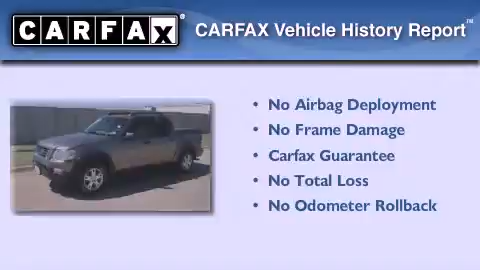 CARFAX
CARFAX Vehicle History Report™
• No Airbag Deployment
• No Frame Damage
• Carfax Guarantee
• No Total Loss
• No Odometer Rollback